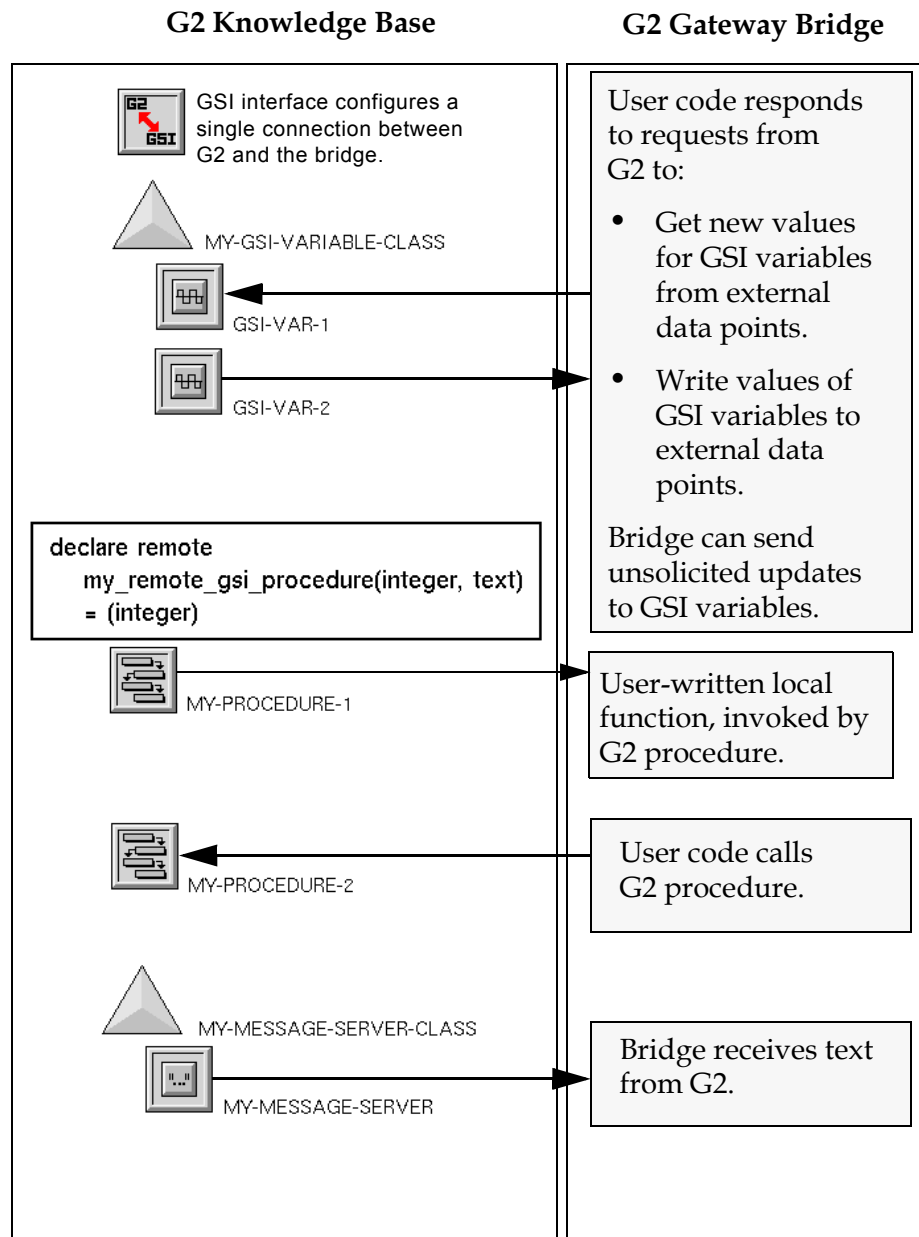 G2 Knowledge Base
G2 Gateway Bridge
G2
GSI
GSI interface configures a
single connection between
G2 and the bridge.
MY-GSI-VARIABLE-CLASS
GSI-VAR-1
GSI-VAR-2
User code responds
to requests from
G2 to:
• Get new values
for GSI variables
from external
data points.
• Write values of
GSI variables to
external data
points.
Bridge can send
unsolicited updates
to GSI variables.
declare remote
my_remote_gsi_procedure(integer, text)
= (integer)
MY-PROCEDURE-1
User-written local
function, invoked by
G2 procedure.
MY-PROCEDURE-2
User code calls
G2 procedure.
MY-MESSAGE-SERVER-CLASS
"..."
MY-MESSAGE-SERVER
Bridge receives text
from G2.